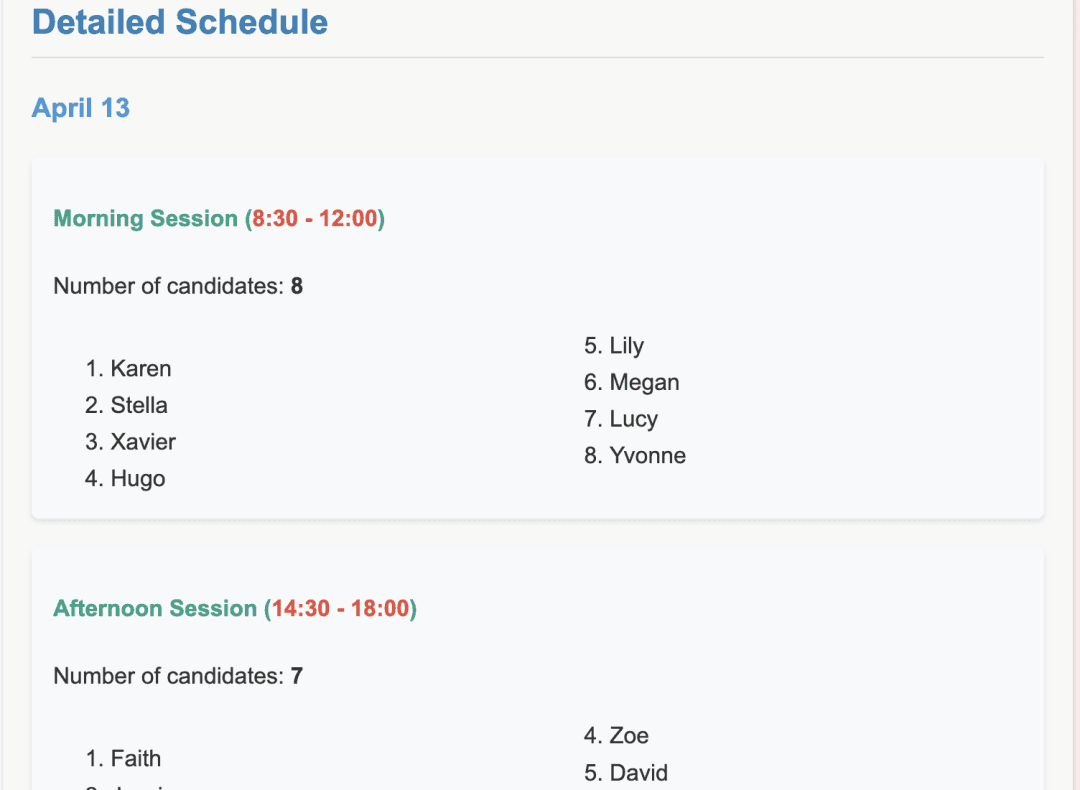 Detailed Schedule
April 13
Morning Session (8:30 - 12:00)
Number of candidates: 8
1. Karen
2. Stella
3. Xavier
4. Hugo
5. Lily
6. Megan
7. Lucy
8. Yvonne
Afternoon Session (14:30 - 18:00)
Number of candidates: 7
1. Faith
4. Zoe
5. David